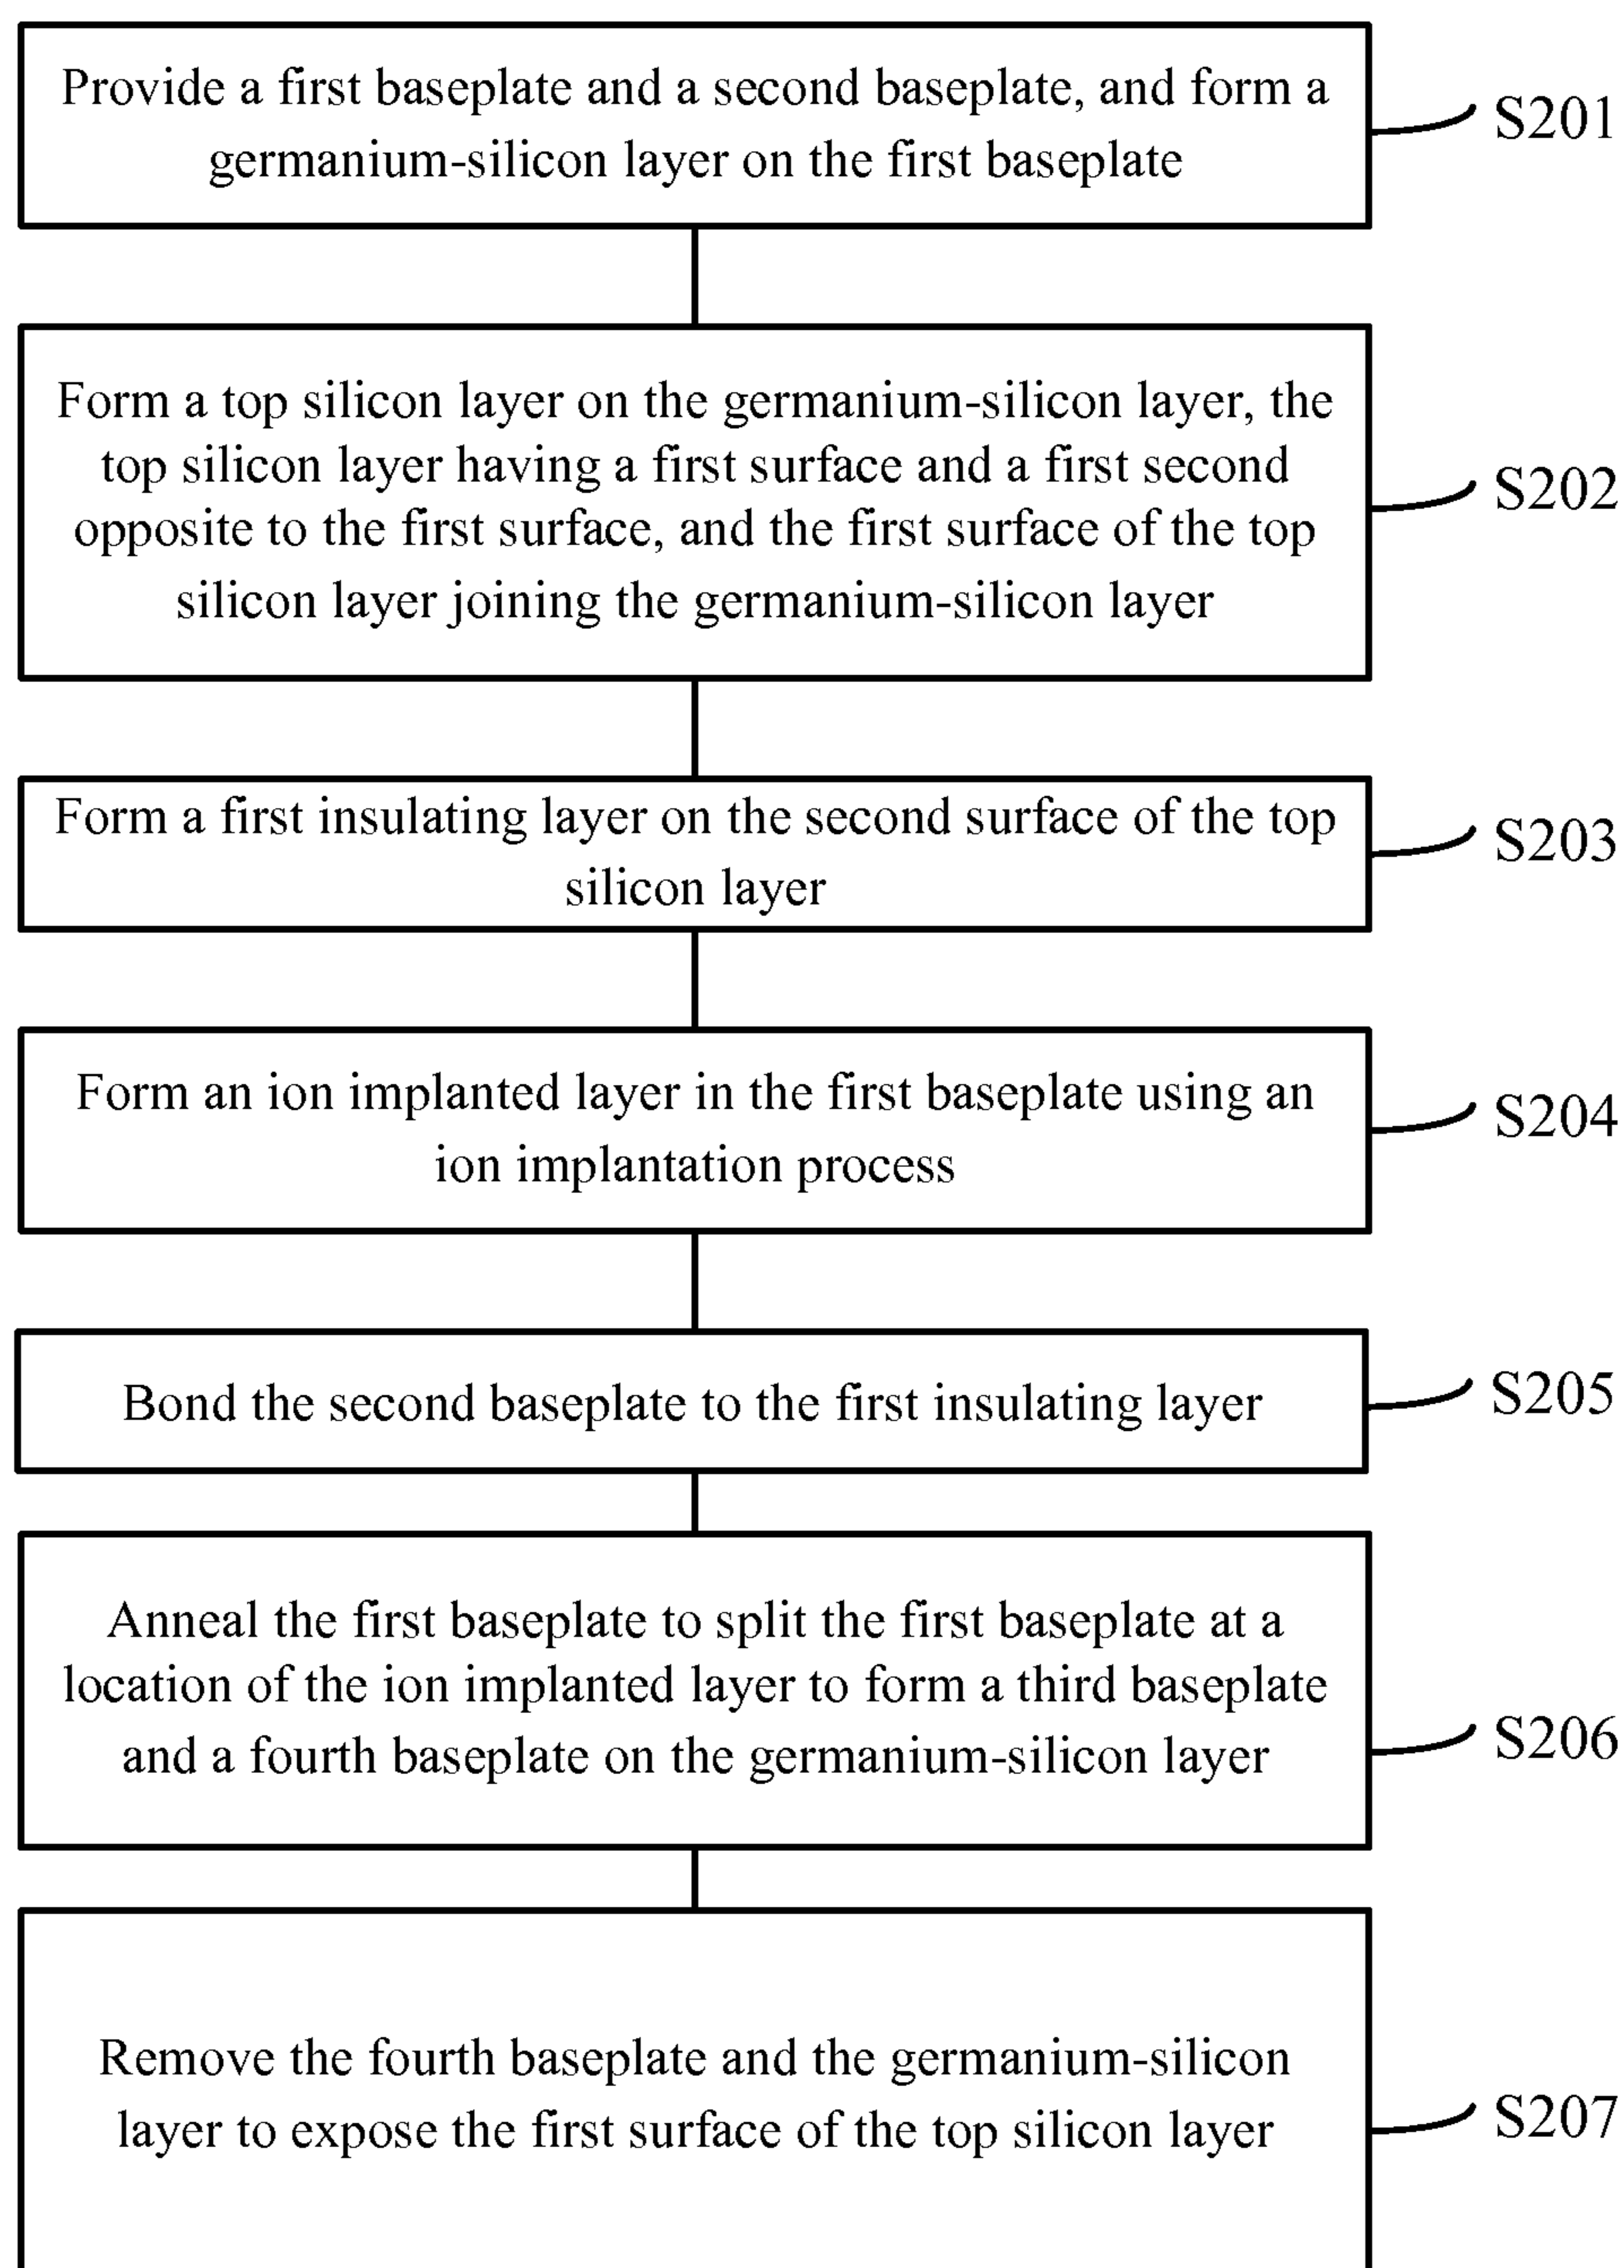 Provide a first baseplate and a second baseplate, and form a
germanium-silicon layer on the first baseplate
S201
Form a top silicon layer on the germanium-silicon layer, the
top silicon layer having a first surface and a first second
opposite to the first surface, and the first surface of the top
silicon layer joining the germanium-silicon layer
S202
Form a first insulating layer on the second surface of the top
silicon layer
S203
Form an ion implanted layer in the first baseplate using an
ion implantation process
S204
Bond the second baseplate to the first insulating layer
S205
Anneal the first baseplate to split the first baseplate at a
location of the ion implanted layer to form a third baseplate
and a fourth baseplate on the germanium-silicon layer
S206
Remove the fourth baseplate and the germanium-silicon
layer to expose the first surface of the top silicon layer
S207